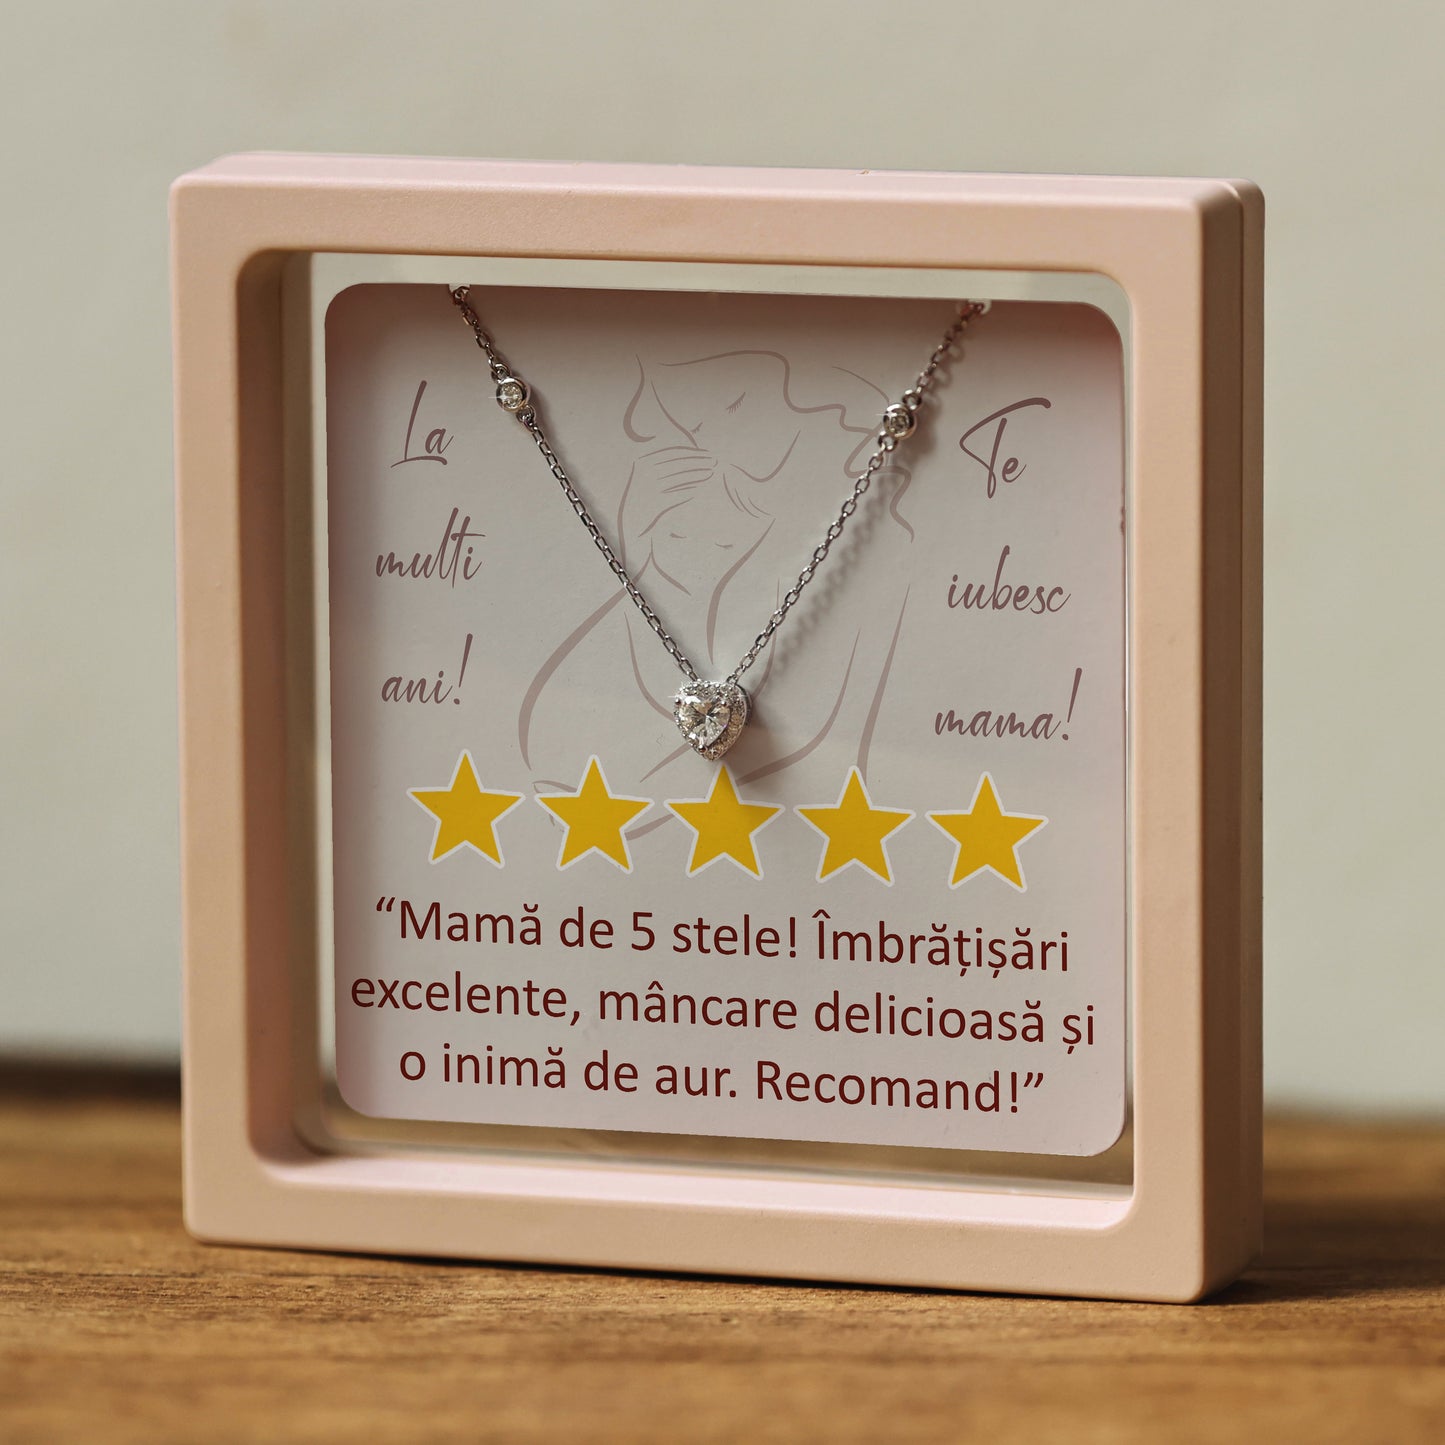 La
multi
ani!
Te
iubesc
mama!
“Mamă de 5 stele! Îmbrățișări
excelente, mâncare delicioasă și
o inimă de aur. Recomand!”